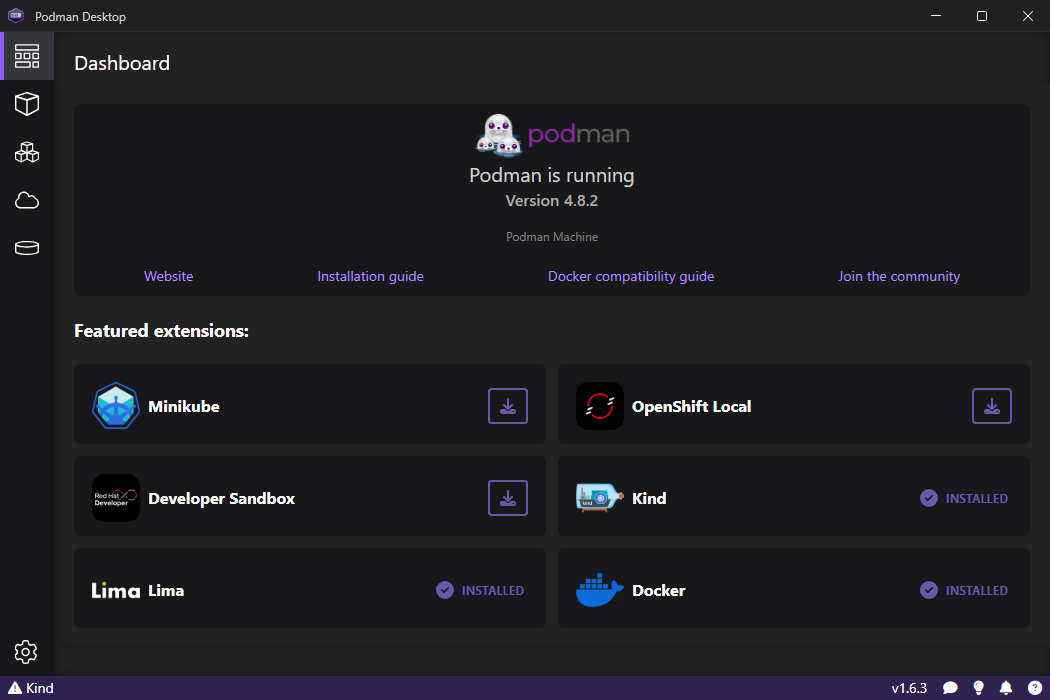 Podman Desktop
Dashboard
podman
Podman is running
Version 4.8.2
Podman Machine
Website Installation guide Docker compatibility guide Join the community
Featured extensions:
Minikube
OpenShift Local
Red Hat
Developer
Developer Sandbox
Kind
INSTALLED
Lima
Lima
INSTALLED
Docker
INSTALLED
Kind
v1.6.3